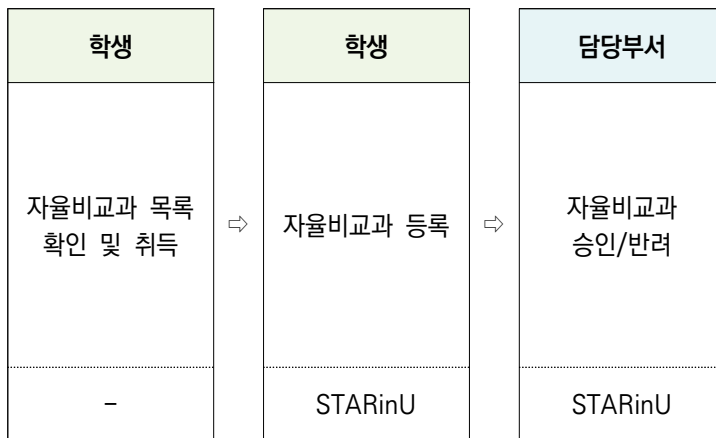 학생
자율비교과 목록
확인 및 취득
-
⇨
학생
자율비교과 등록
STARinU
⇨
담당부서
자율비교과
승인/반려
STARinU